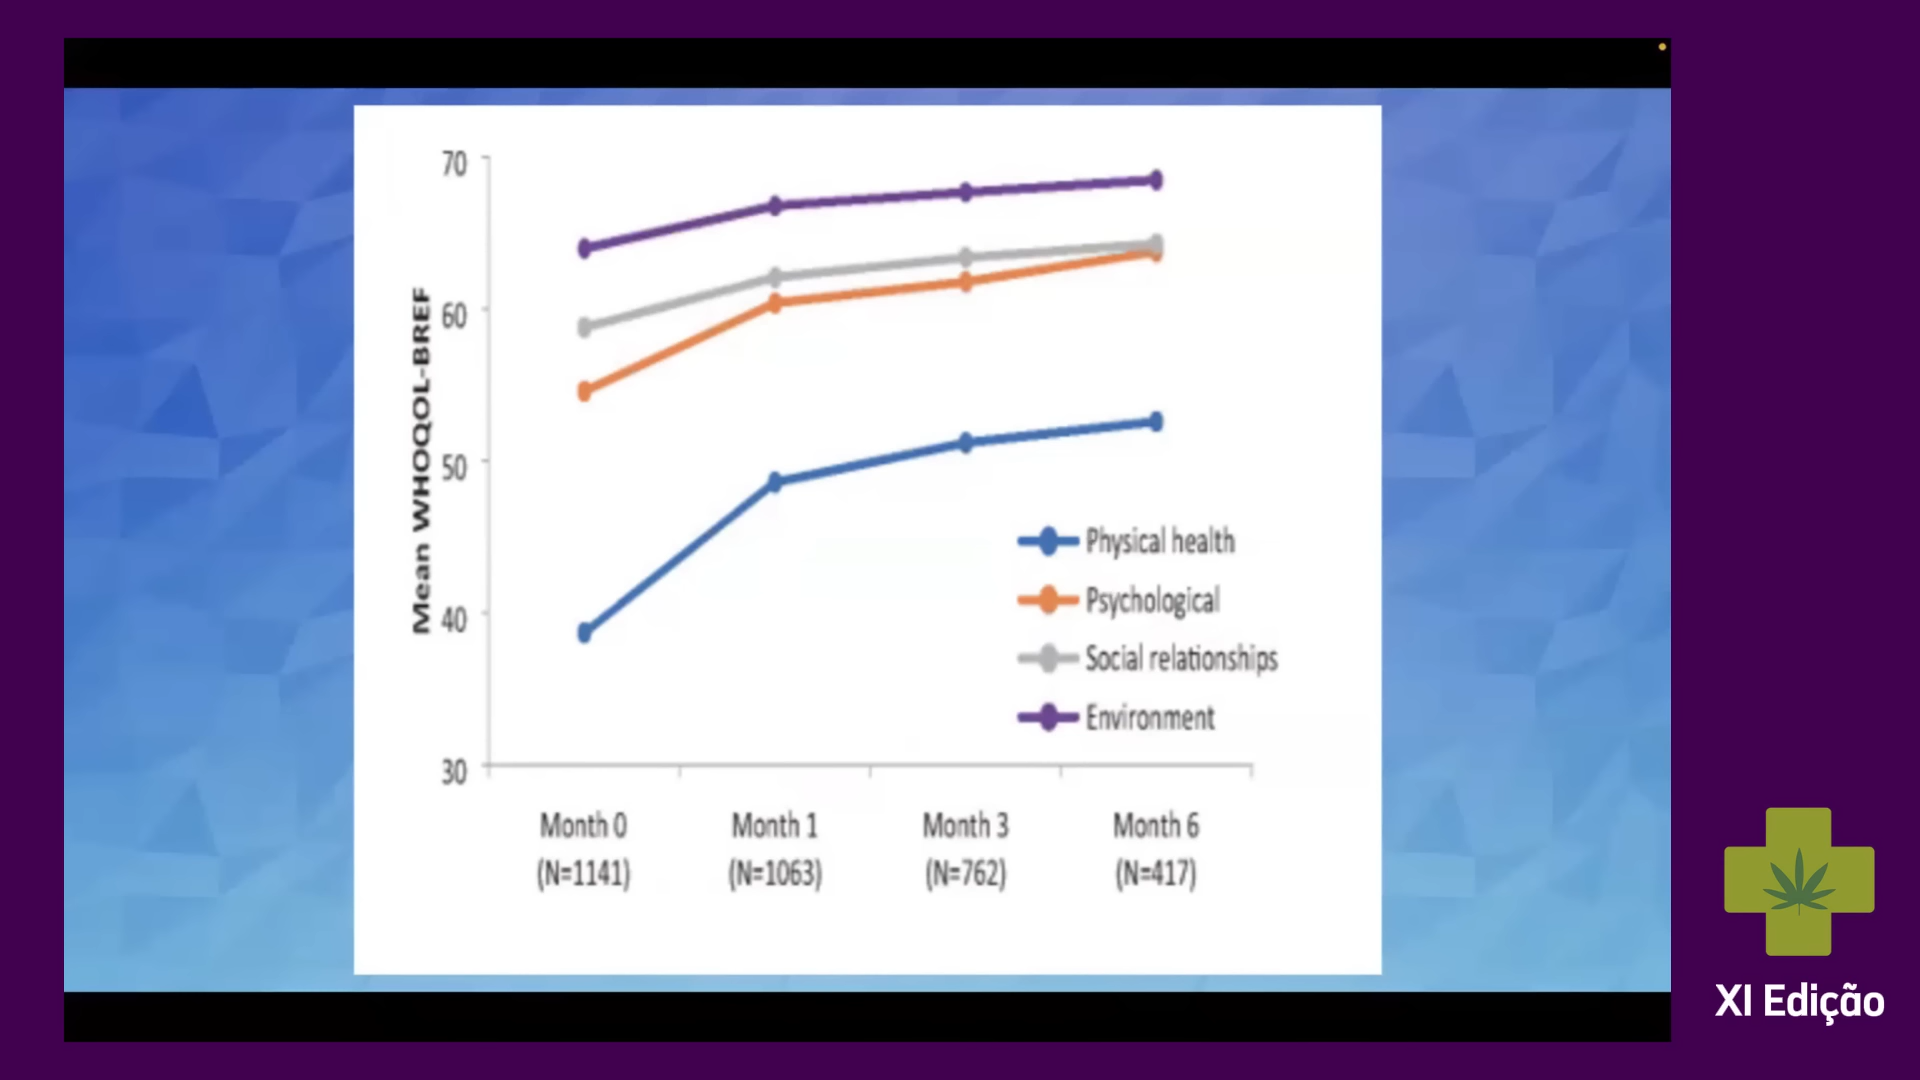 70
60
50
40
30
Mean WHOQOL-BREF
Physical health
Psychological
Social relationships
Environment
Month 0
(N=1141)
Month 1
(N=1063)
Month 3
(N=762)
Month 6
(N=417)
XI Edição